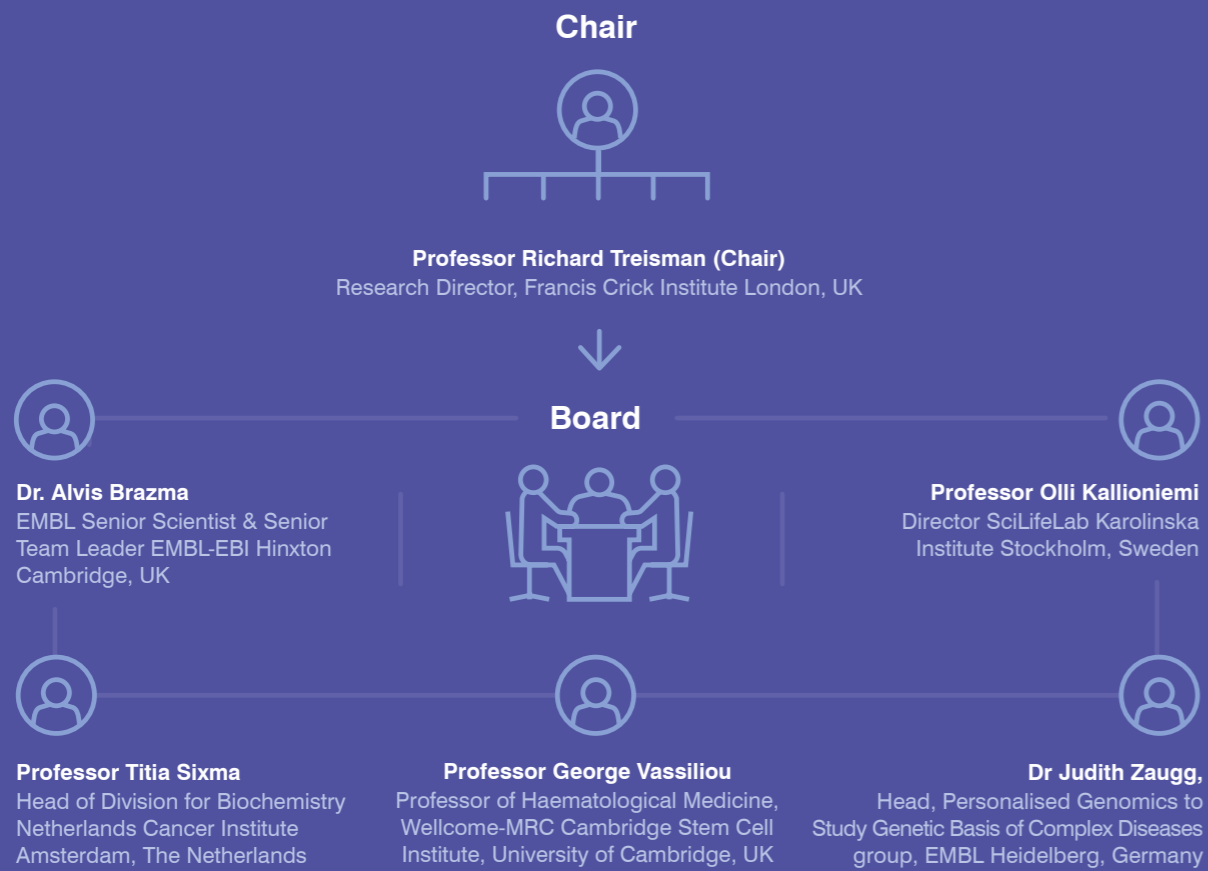 Chair
Professor Richard Treisman (Chair)
Research Director, Francis Crick Institute London, UK
Board
Dr. Alvis Brazma
EMBL Senior Scientist & Senior
Team Leader EMBL-EBI Hinxton
Cambridge, UK
Professor Olli Kallioniemi
Director SciLifeLab Karolinska
Institute Stockholm, Sweden
Professor Titia Sixma
Head of Division for Biochemistry
Netherlands Cancer Institute
Amsterdam, The Netherlands
Professor George Vassiliou
Professor of Haematological Medicine,
Wellcome-MRC Cambridge Stem Cell
Institute, University of Cambridge, UK
Dr Judith Zaugg,
Head, Personalised Genomics to
Study Genetic Basis of Complex Diseases
group, EMBL Heidelberg, Germany